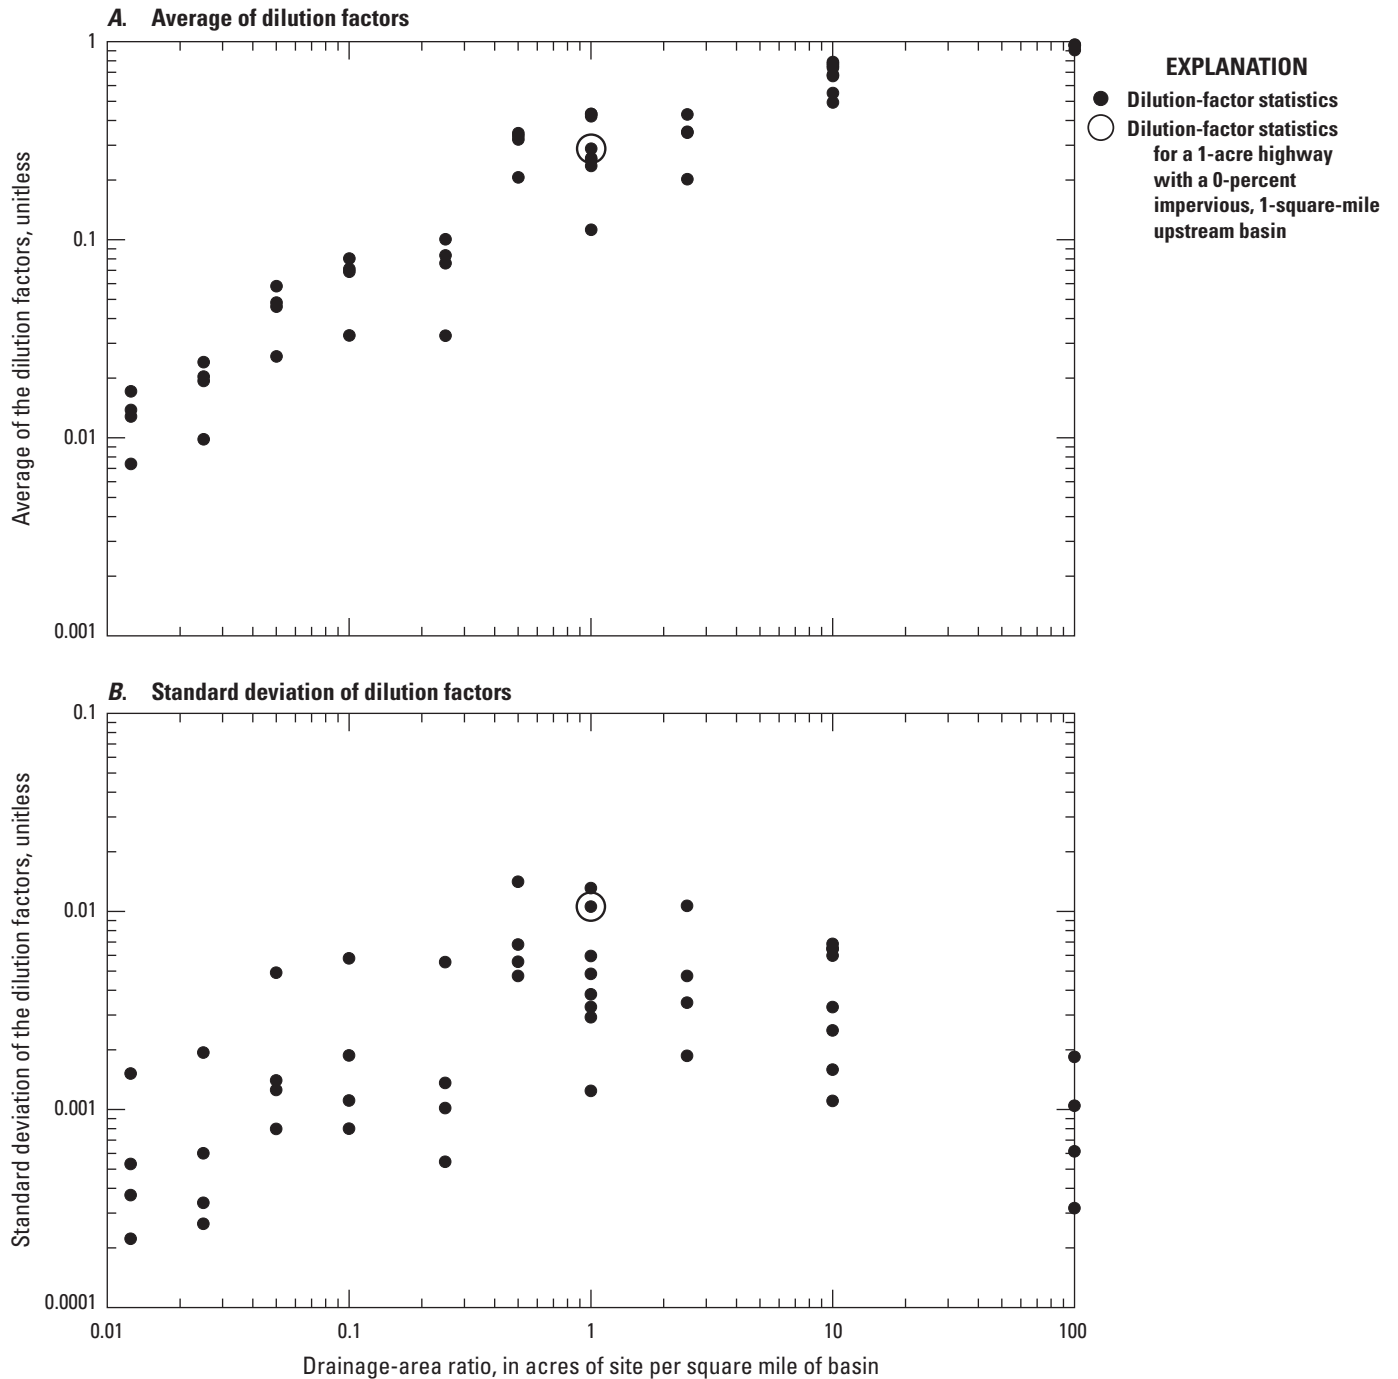 A. Average of dilution factors
1
0.1
0.01
0.001
Average of the dilution factors, unitless
EXPLANATION
Dilution-factor statistics
Dilution-factor statistics
for a 1-acre highway
with a 0-percent
impervious, 1-square-mile
upstream basin
B. Standard deviation of dilution factors
0.1
0.01
0.001
0.0001
Standard deviation of the dilution factors, unitless
0.01 0.1 1 10 100
Drainage-area ratio, in acres of site per square mile of basin